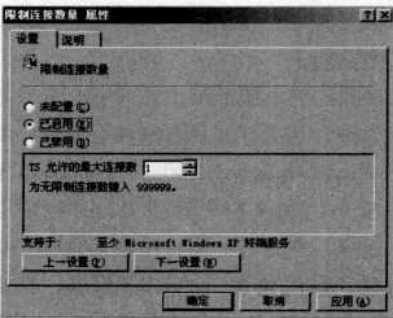 限制连接数量 属性
设置 说明
限制连接数量
未配置(C)
已启用(E)
已禁用(D)
TS 允许的最大连接数 1
为无限制连接数键入 999999。
支持于: 至少 Microsoft Windows XP 终端服务
上一设置(P) 下一设置(N)
确定 取消 应用(A)